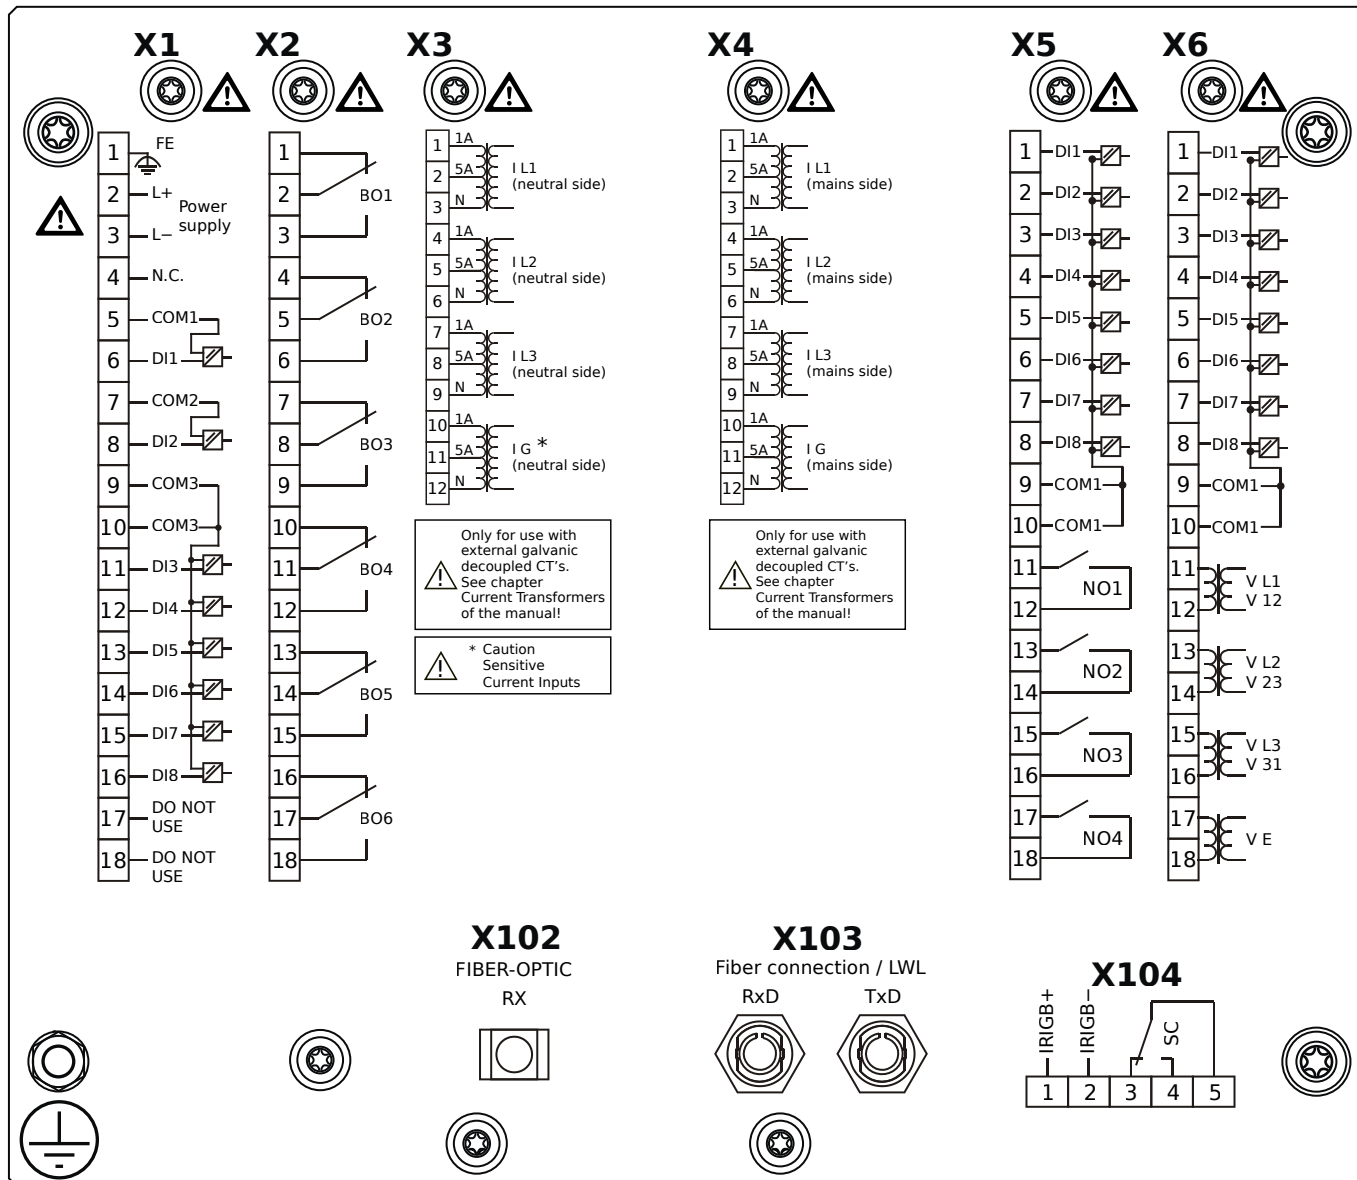 X1
X2
X3
X4
X5
X6
1 FE
2 L+
Power
supply
3 L−
4 N.C.
5 COM1
6 DI1
7 COM2
8 DI2
9 COM3
10 COM3
11 DI3
12 DI4
13 DI5
14 DI6
15 DI7
16 DI8
17 DO NOT
USE
18 DO NOT
USE
1
2 BO1
3
4
5 BO2
6
7
8 BO3
9
10
11 BO4
12
13
14 BO5
15
16
17 BO6
18
1 1A
2 5A I L1
(neutral side)
3 N
4 1A
5 5A I L2
(neutral side)
6 N
7 1A
8 5A I L3
(neutral side)
9 N
10 1A
11 5A I G *
(neutral side)
12 N
Only for use with
external galvanic
decoupled CT's.
See chapter
Current Transformers
of the manual!
* Caution
Sensitive
Current Inputs
1 1A
2 5A I L1
(mains side)
3 N
4 1A
5 5A I L2
(mains side)
6 N
7 1A
8 5A I L3
(mains side)
9 N
10 1A
11 5A I G
(mains side)
12 N
Only for use with
external galvanic
decoupled CT's.
See chapter
Current Transformers
of the manual!
1 DI1
2 DI2
3 DI3
4 DI4
5 DI5
6 DI6
7 DI7
8 DI8
9 COM1
10 COM1
11
NO1
12
13
NO2
14
15
NO3
16
17
NO4
18
1 DI1
2 DI2
3 DI3
4 DI4
5 DI5
6 DI6
7 DI7
8 DI8
9 COM1
10 COM1
11 V L1
12 V 12
13 V L2
14 V 23
15 V L3
16 V 31
17
V E
18
X102
FIBER-OPTIC
RX
X103
Fiber connection / LWL
RxD TxD
X104
IRIGB+
IRIGB−
SC
1 2 3 4 5